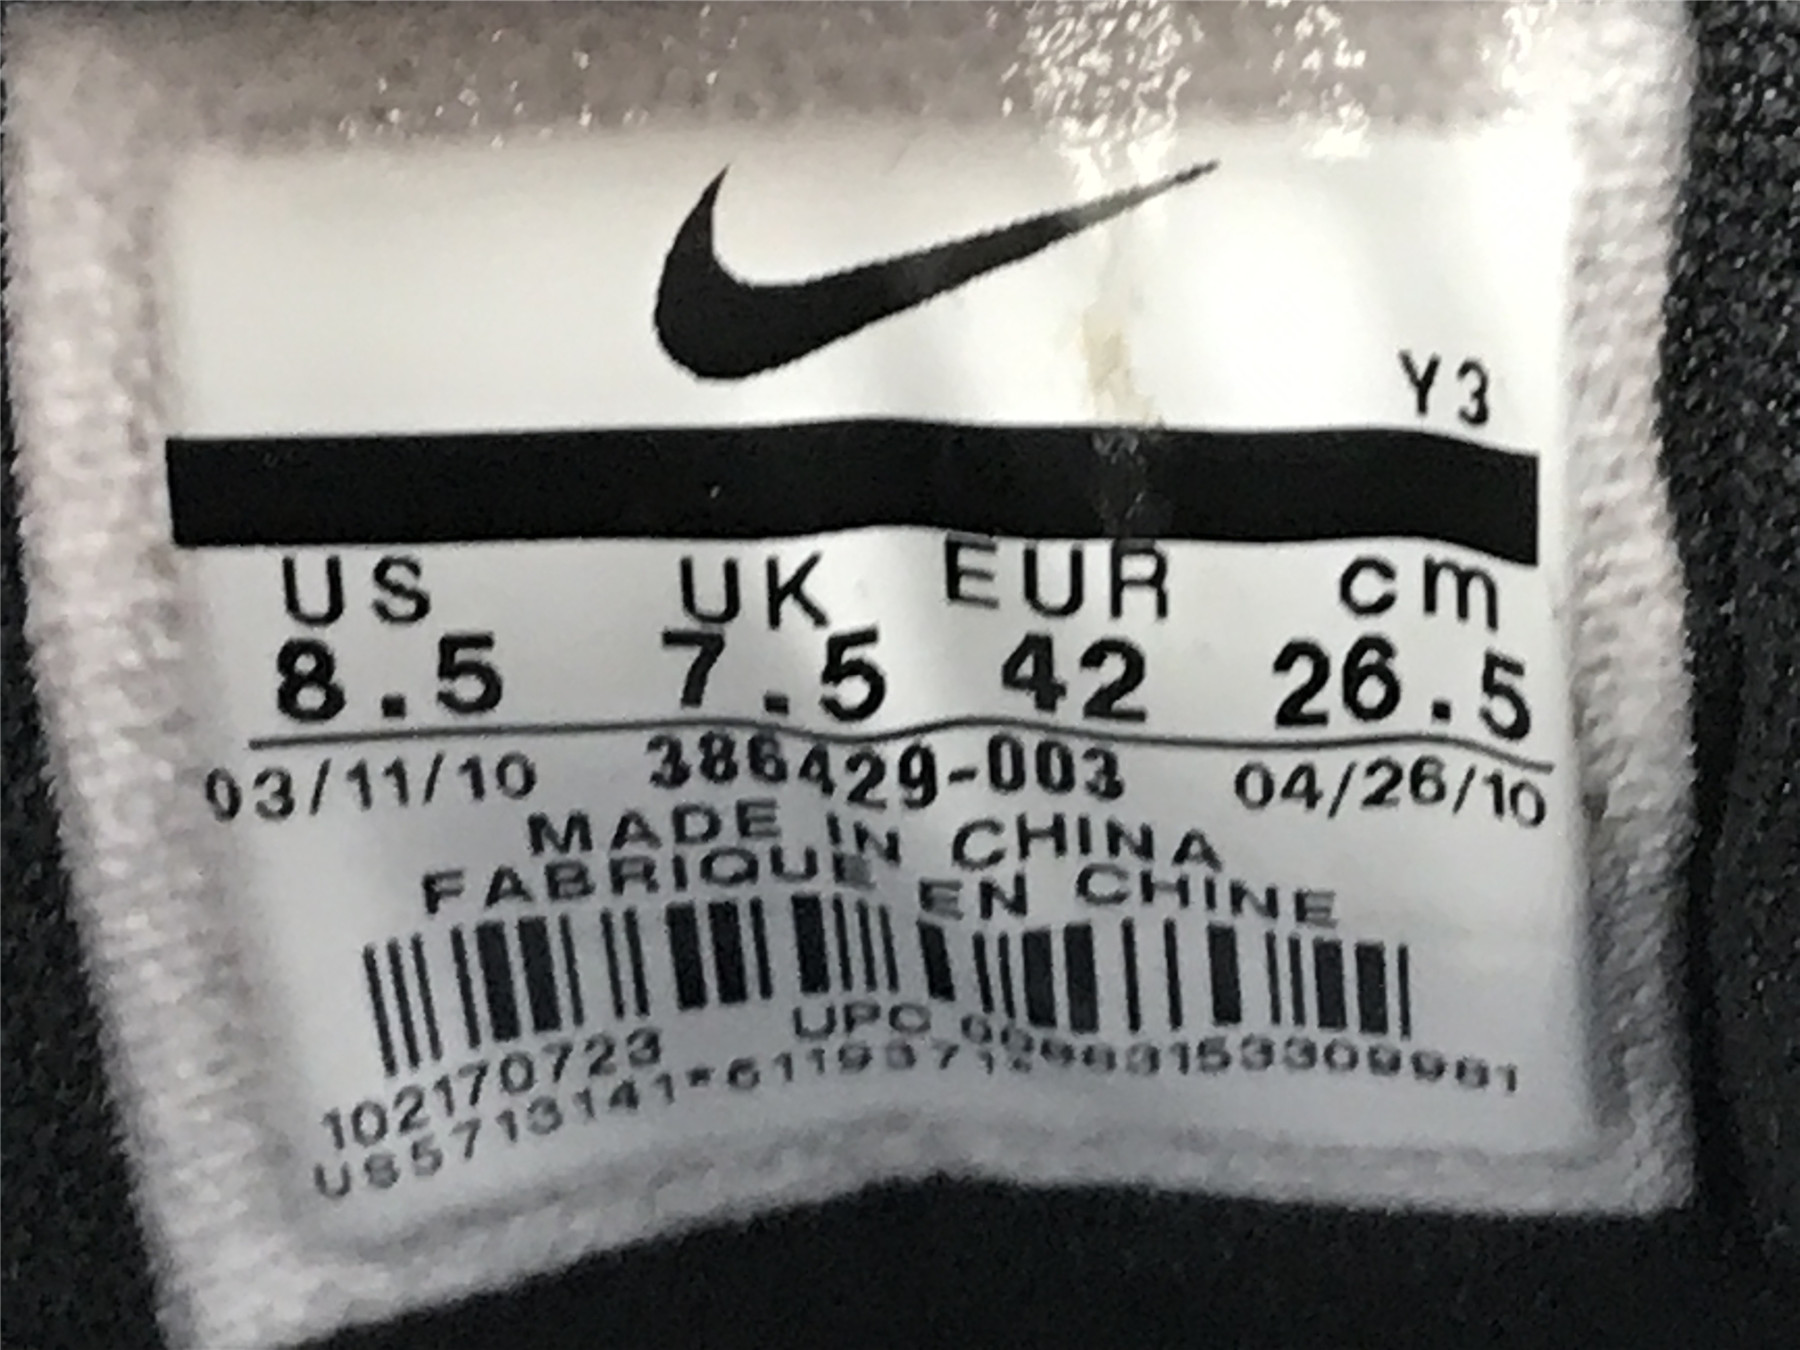 Y3
US UK EUR cm
8.5 7.5 42 26.5
03/11/10 386429-003 04/26/10
MADE IN CHINA
FABRIQUE EN CHINE
102170723 UPC